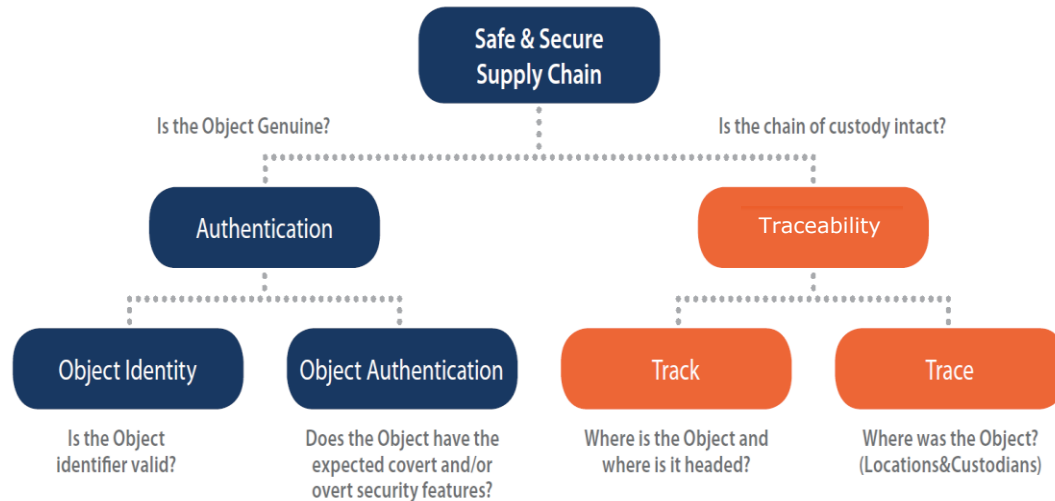 Safe & Secure
Supply Chain
Is the Object Genuine?
Is the chain of custody intact?
Authentication
Traceability
Object Identity
Object Authentication
Track
Trace
Is the Object
identifier valid?
Does the Object have the
expected covert and/or
overt security features?
Where is the Object and
where is it headed?
Where was the Object?
(Locations&Custodians)